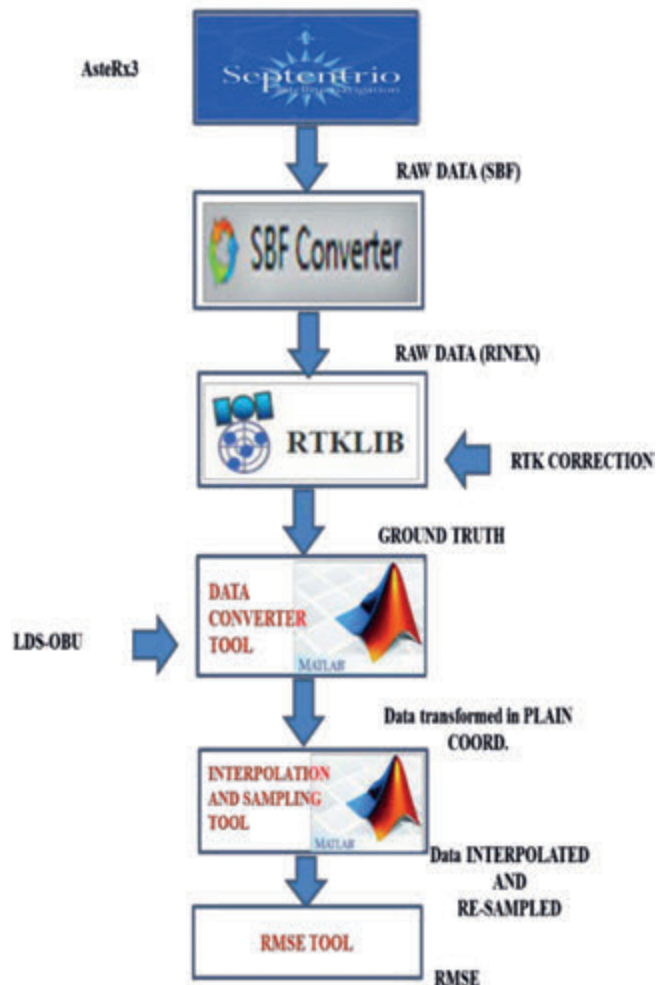 AsteRx3
Septentrio
satellite navigation
RAW DATA (SBF)
SBF Converter
RAW DATA (RINEX)
RTKLIB
RTK CORRECTION
GROUND TRUTH
DATA
CONVERTER
TOOL
MATLAB
LDS-OBU
Data transformed in PLAIN
COORD.
INTERPOLATION
AND SAMPLING
TOOL
MATLAB
Data INTERPOLATED
AND
RE-SAMPLED
RMSE TOOL
RMSE